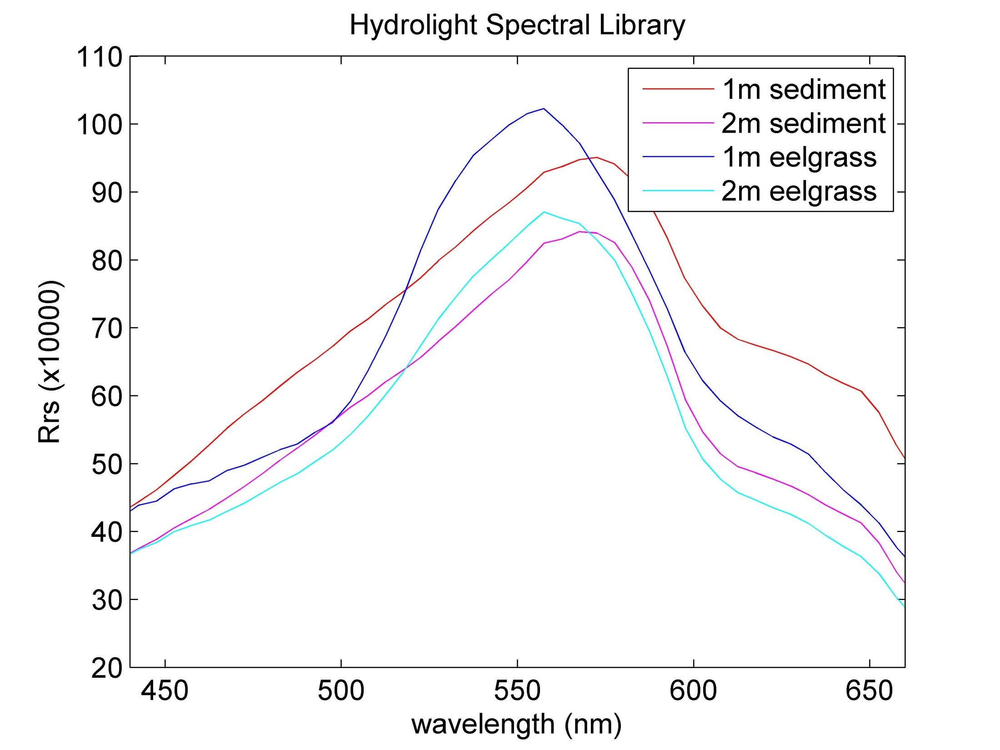 Hydrolight Spectral Library
110
100
90
80
70
60
50
40
30
20
Rrs (x10000)
1m sediment
2m sediment
1m eelgrass
2m eelgrass
450 500 550 600 650
wavelength (nm)